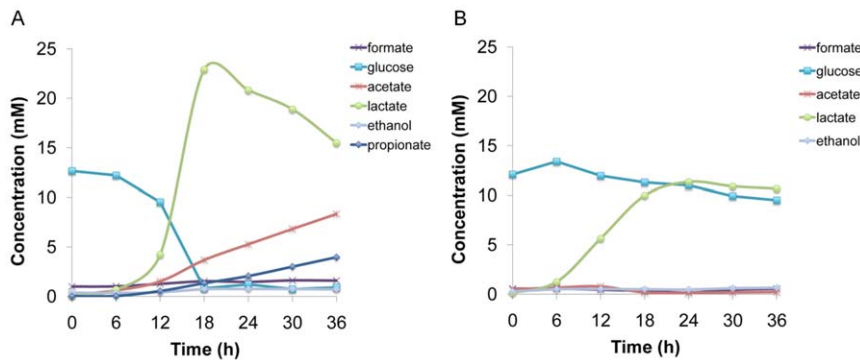 A
Concentration (mM)
25
20
15
10
5
0
0 6 12 18 24 30 36
Time (h)
formate
glucose
acetate
lactate
ethanol
propionate
B
Concentration (mM)
25
20
15
10
5
0
0 6 12 18 24 30 36
Time (h)
formate
glucose
acetate
lactate
ethanol